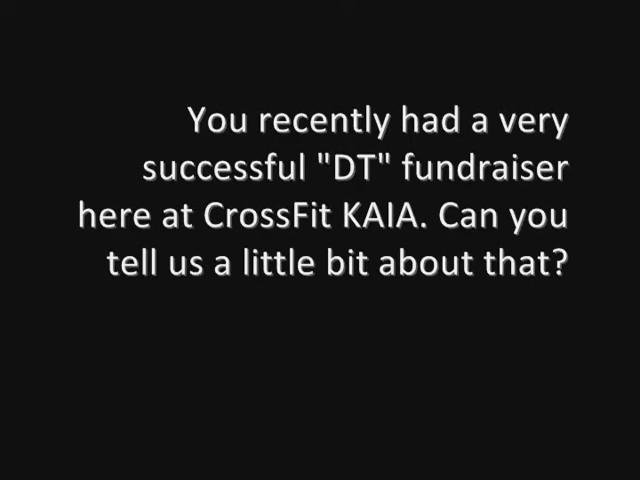 You recently had a very
successful "DT" fundraiser
here at CrossFit KAIA. Can you
tell us a little bit about that?